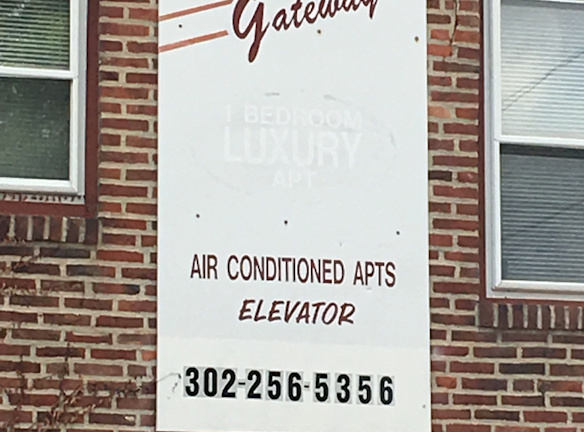 Gateway
1 BEDROOM
LUXURY
APT
AIR CONDITIONED APTS
ELEVATOR
302-256-5356